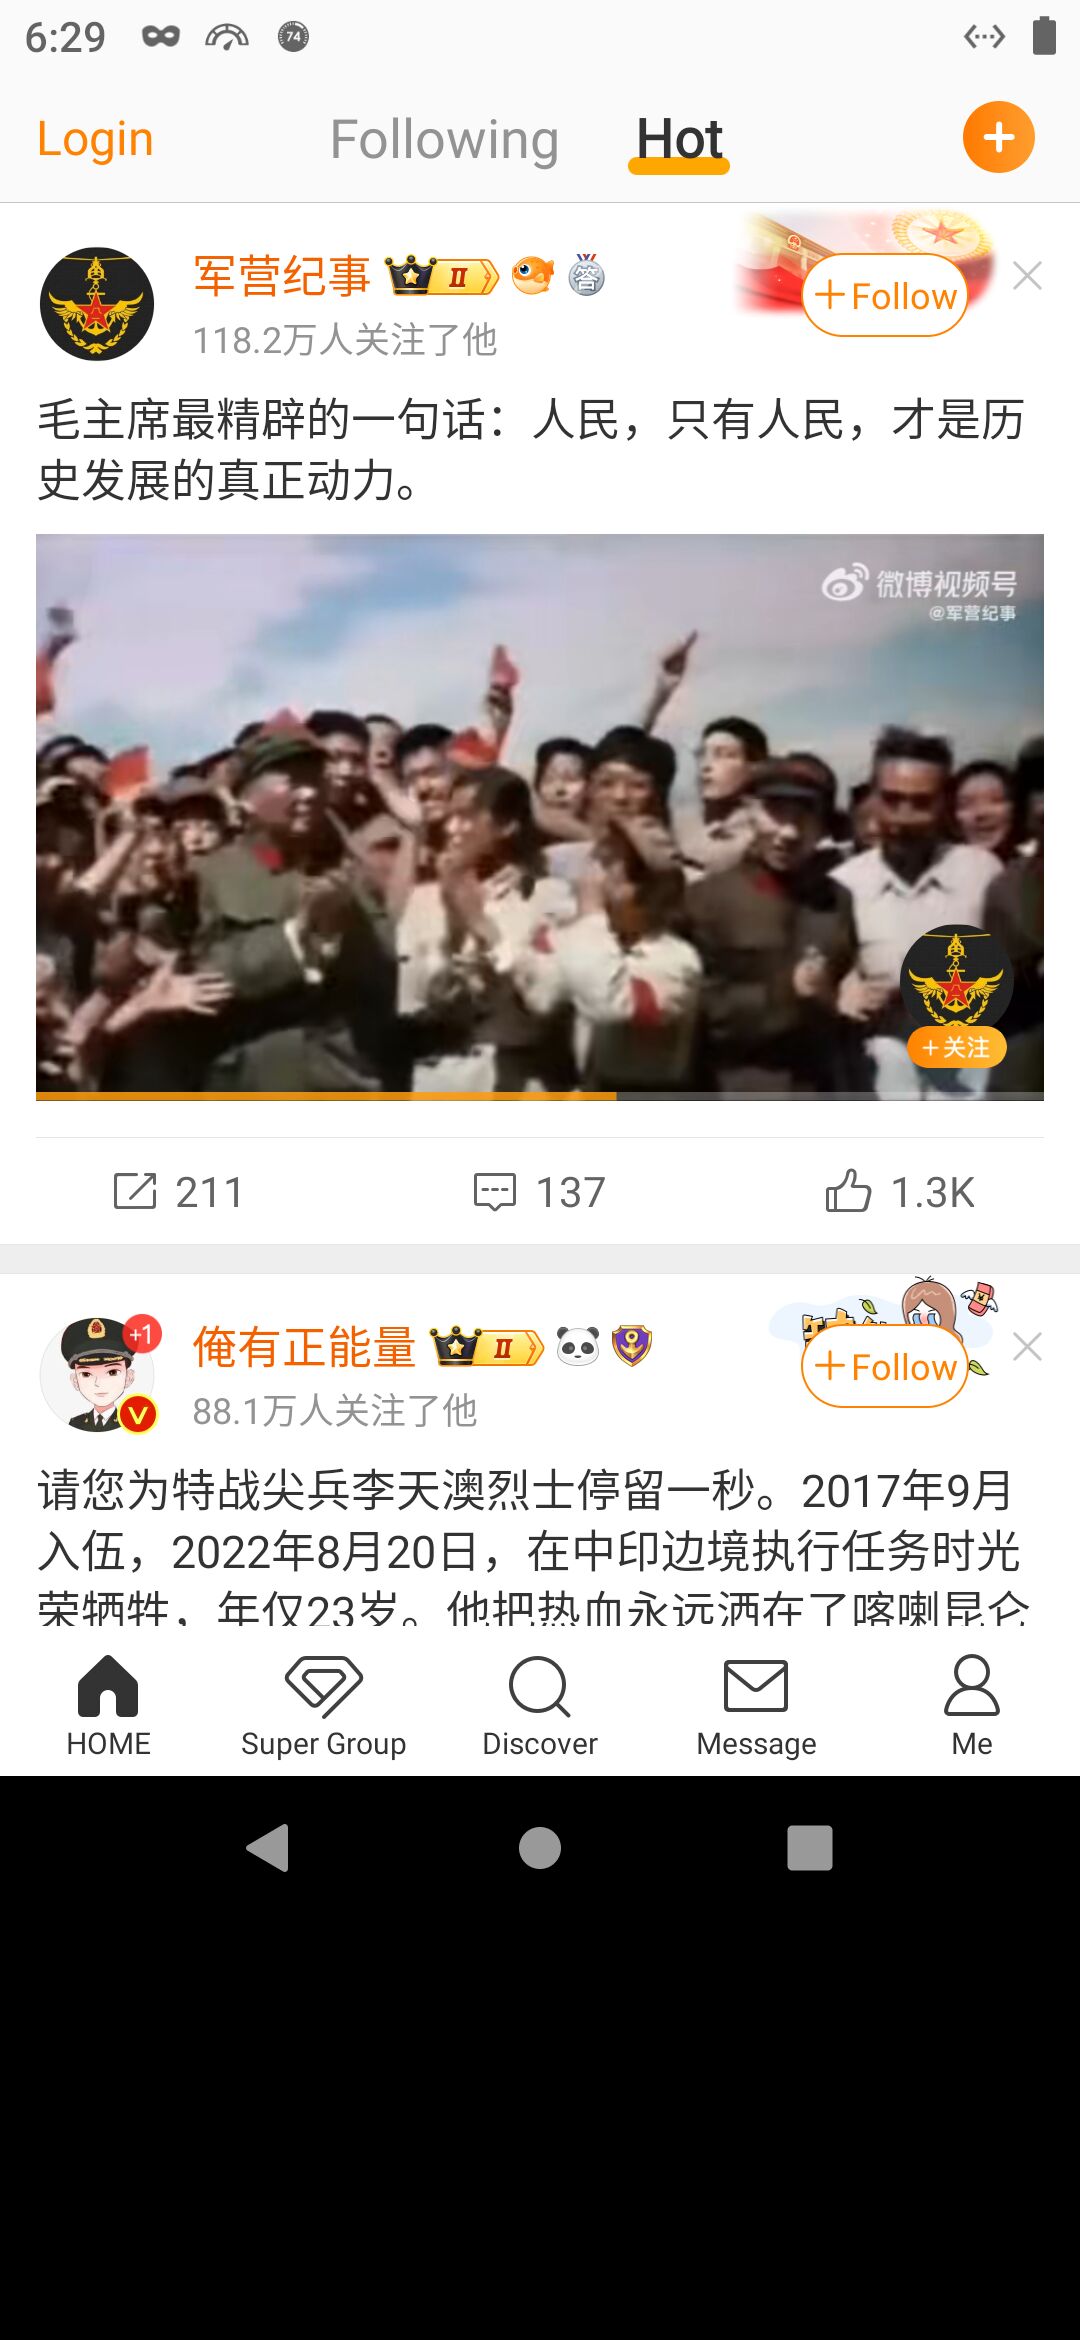 6:29
74
Login
Following
Hot
军营纪事
II
答
Follow
118.2万人关注了他
毛主席最精辟的一句话：人民，只有人民，才是历
史发展的真正动力。
微博视频号
@军营纪事
+关注
211
137
1.3K
+1
俺有正能量
II
Follow
V
88.1万人关注了他
请您为特战尖兵李天澳烈士停留一秒。2017年9月
入伍，2022年8月20日，在中印边境执行任务时光
荣牺牲，年仅23岁。他把热血永远洒在了喀喇昆仑
HOME
Super Group
Discover
Message
Me